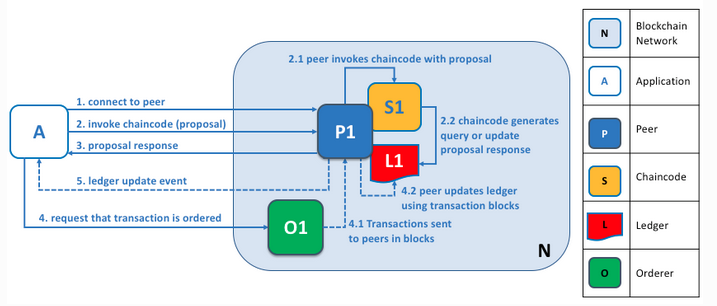 2.1 peer invokes chaincode with proposal
1. connect to peer
2. invoke chaincode (proposal)
3. proposal response
A
P1
S1
L1
2.2 chaincode generates
query or update
proposal response
5. ledger update event
4.2 peer updates ledger
using transaction blocks
4. request that transaction is ordered
O1
4.1 Transactions sent
to peers in blocks
N
N
Blockchain
Network
A
Application
P
Peer
S
Chaincode
L
Ledger
O
Orderer